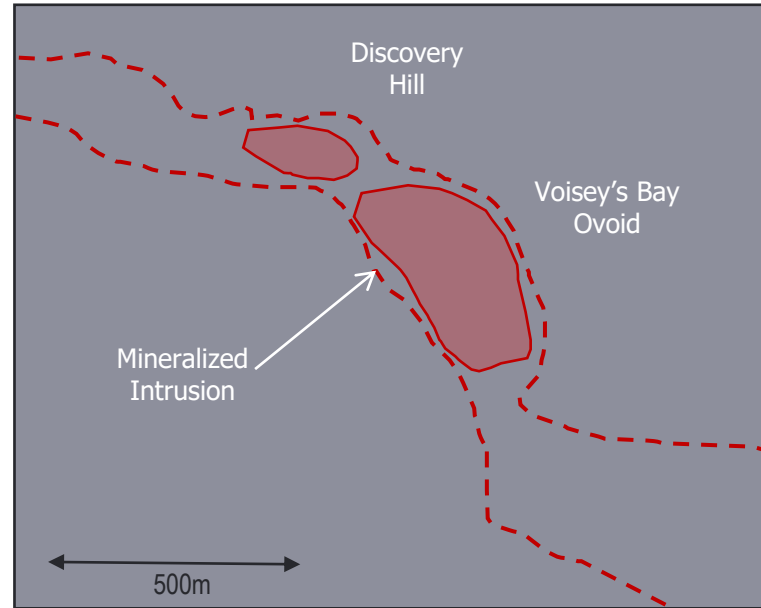 Discovery
Hill
Voisey's Bay
Ovoid
Mineralized
Intrusion
500m